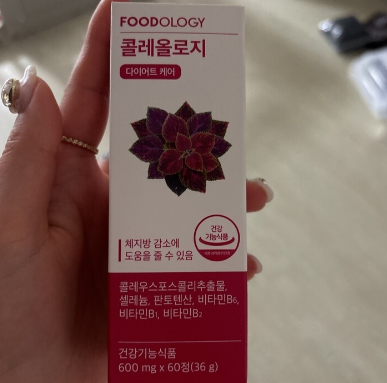 FOODOLOGY
콜레올로지
다이어트 케어
체지방 감소에
도움을 줄 수 있음
건강
기능식품
콜레우스포스콜리추출물,
셀레늄, 판토텐산, 비타민B₆,
비타민B₁, 비타민B₂
건강기능식품
600 mg x 60정(36 g)